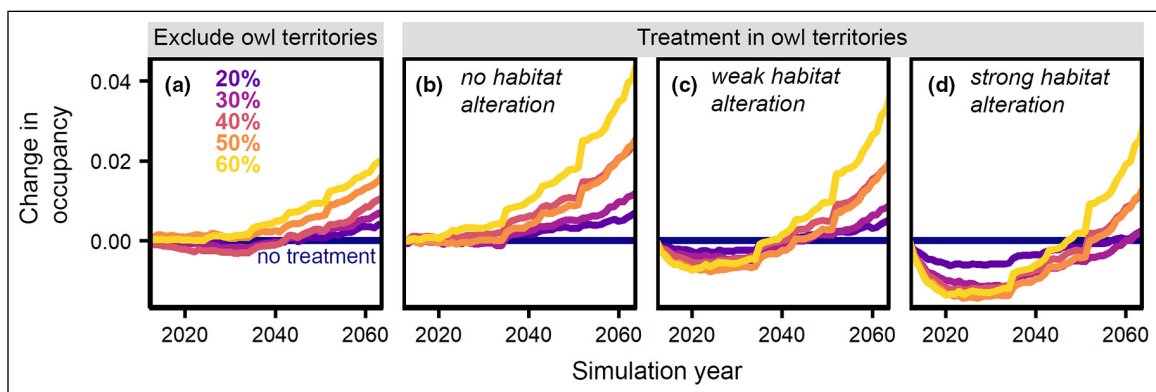 Exclude owl territories
Treatment in owl territories
(a)
20%
30%
40%
50%
60%
no treatment
(b)
no habitat
alteration
(c)
weak habitat
alteration
(d)
strong habitat
alteration
Change in
occupancy
0.04
0.02
0.00
2020 2040 2060
2020 2040 2060
2020 2040 2060
2020 2040 2060
Simulation year